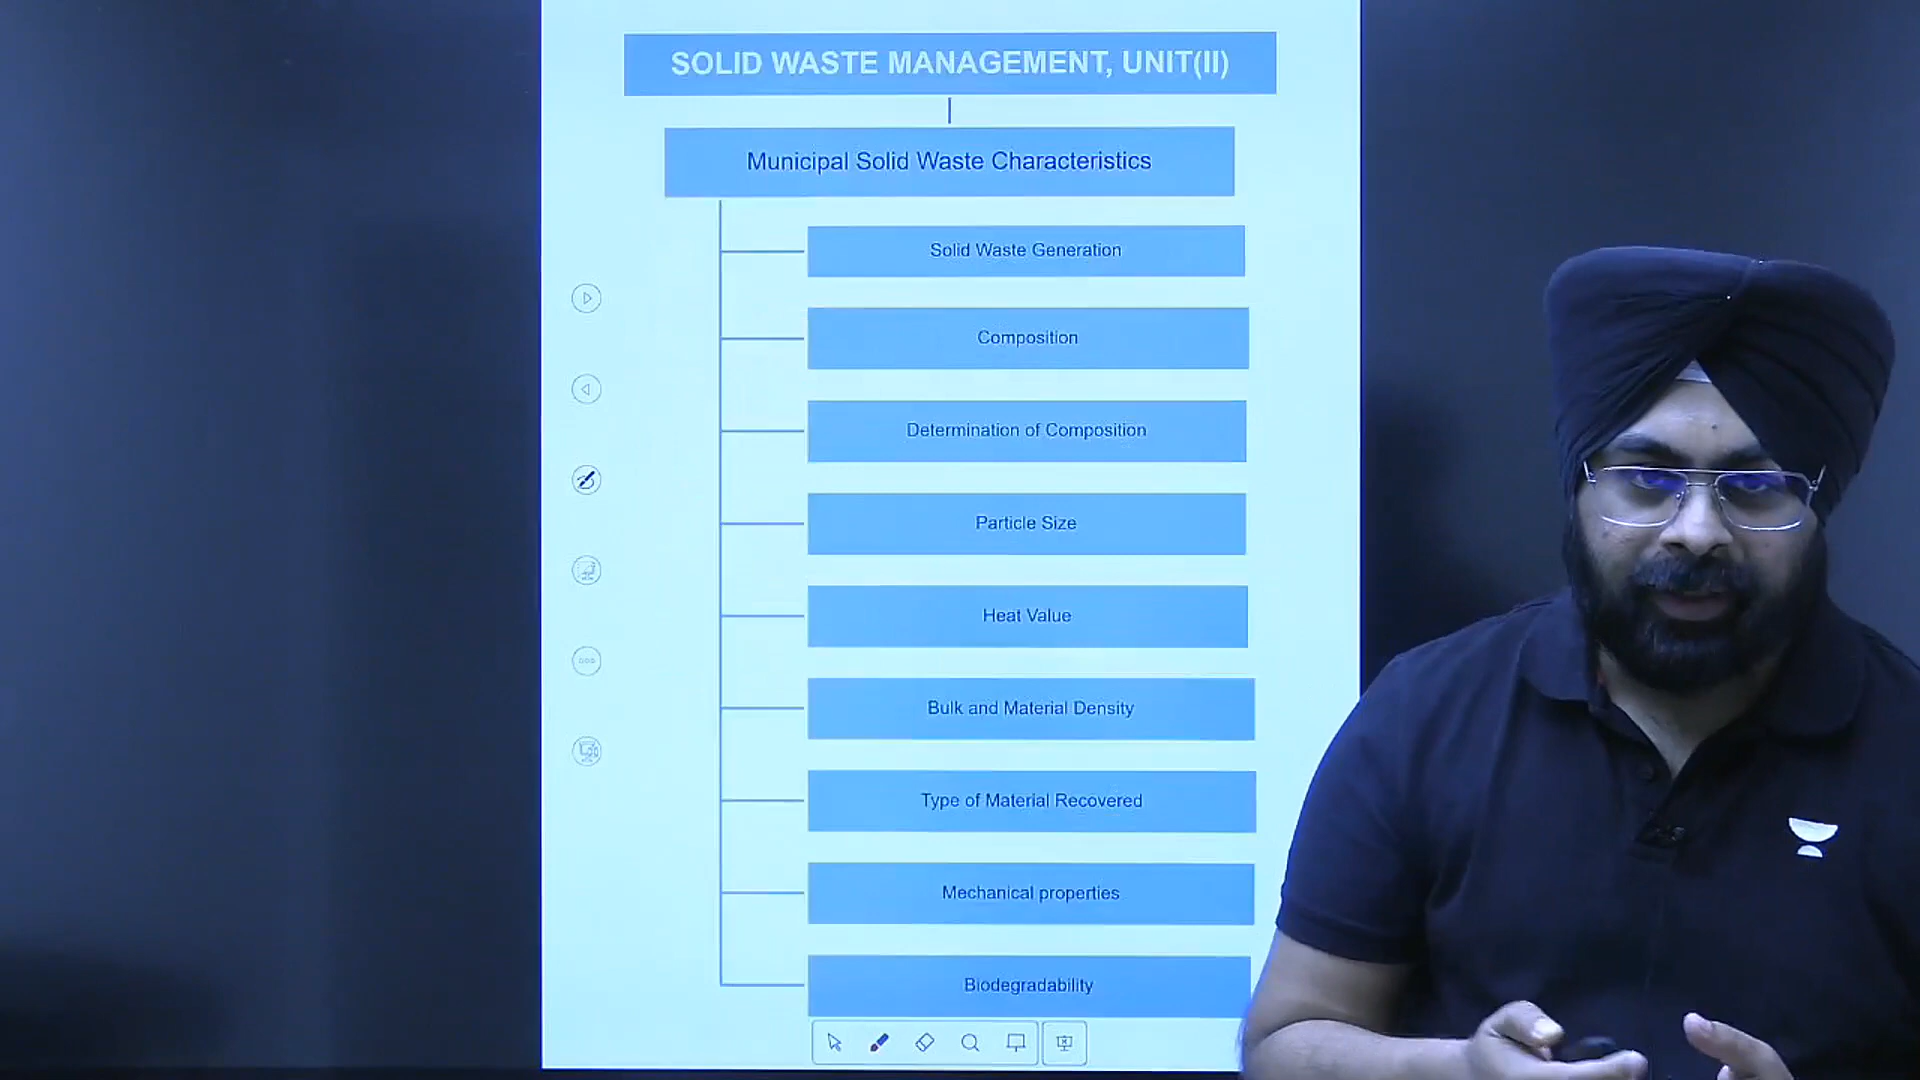 SOLID WASTE MANAGEMENT, UNIT(II)
Municipal Solid Waste Characteristics
Solid Waste Generation
Composition
Determination of Composition
Particle Size
Heat Value
Bulk and Material Density
Type of Material Recovered
Mechanical properties
Biodegradability